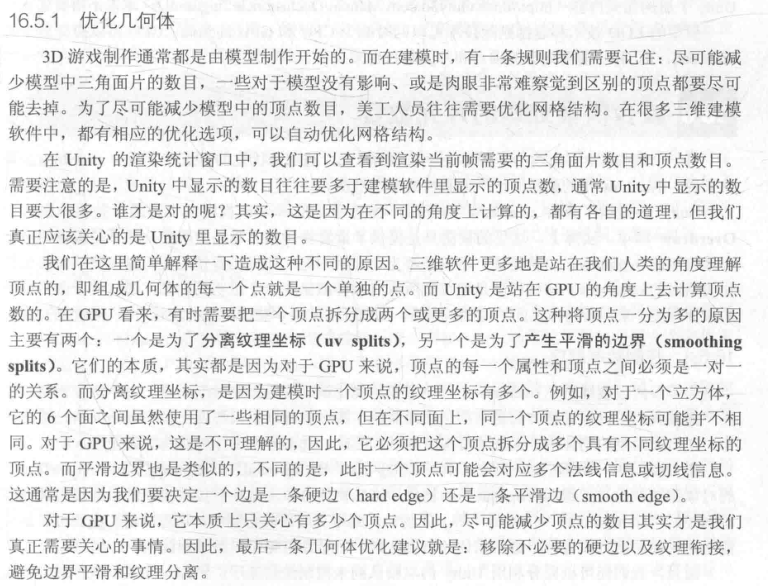 16.5.1 优化几何体
3D 游戏制作通常都是由模型制作开始的。而在建模时，有一条规则我们需要记住：尽可能减
少模型中三角面片的数目，一些对于模型没有影响、或是肉眼非常难察觉到区别的顶点都要尽可
能去掉。为了尽可能减少模型中的顶点数目，美工人员往往需要优化网格结构。在很多三维建模
软件中，都有相应的优化选项，可以自动优化网格结构。
在 Unity 的渲染统计窗口中，我们可以查看到渲染当前帧需要的三角面片数目和顶点数目。
需要注意的是，Unity 中显示的数目往往要多于建模软件里显示的顶点数，通常 Unity 中显示的数
目要大很多。谁才是对的呢？其实，这是因为在不同的角度上计算的，都有各自的道理，但我们
真正应该关心的是 Unity 里显示的数目。
我们在这里简单解释一下造成这种不同的原因。三维软件更多地是站在我们人类的角度理解
顶点的，即组成几何体的每一个点就是一个单独的点。而 Unity 是站在 GPU 的角度上去计算顶点
数的。在 GPU 看来，有时需要把一个顶点拆分成两个或更多的顶点。这种将顶点一分为多的原因
主要有两个：一个是为了分离纹理坐标（uv splits），另一个是为了产生平滑的边界（smoothing
splits）。它们的本质，其实都是因为对于 GPU 来说，顶点的每一个属性和顶点之间必须是一对一
的关系。而分离纹理坐标，是因为建模时一个顶点的纹理坐标有多个。例如，对于一个立方体，
它的 6 个面之间虽然使用了一些相同的顶点，但在不同面上，同一个顶点的纹理坐标可能并不相
同。对于 GPU 来说，这是不可理解的，因此，它必须把这个顶点拆分成多个具有不同纹理坐标的
顶点。而平滑边界也是类似的，不同的是，此时一个顶点可能会对应多个法线信息或切线信息。
这通常是因为我们要决定一个边是一条硬边（hard edge）还是一条平滑边（smooth edge）。
对于 GPU 来说，它本质上只关心有多少个顶点。因此，尽可能减少顶点的数目其实才是我们
真正需要关心的事情。因此，最后一条几何体优化建议就是：移除不必要的硬边以及纹理衔接，
避免边界平滑和纹理分离。